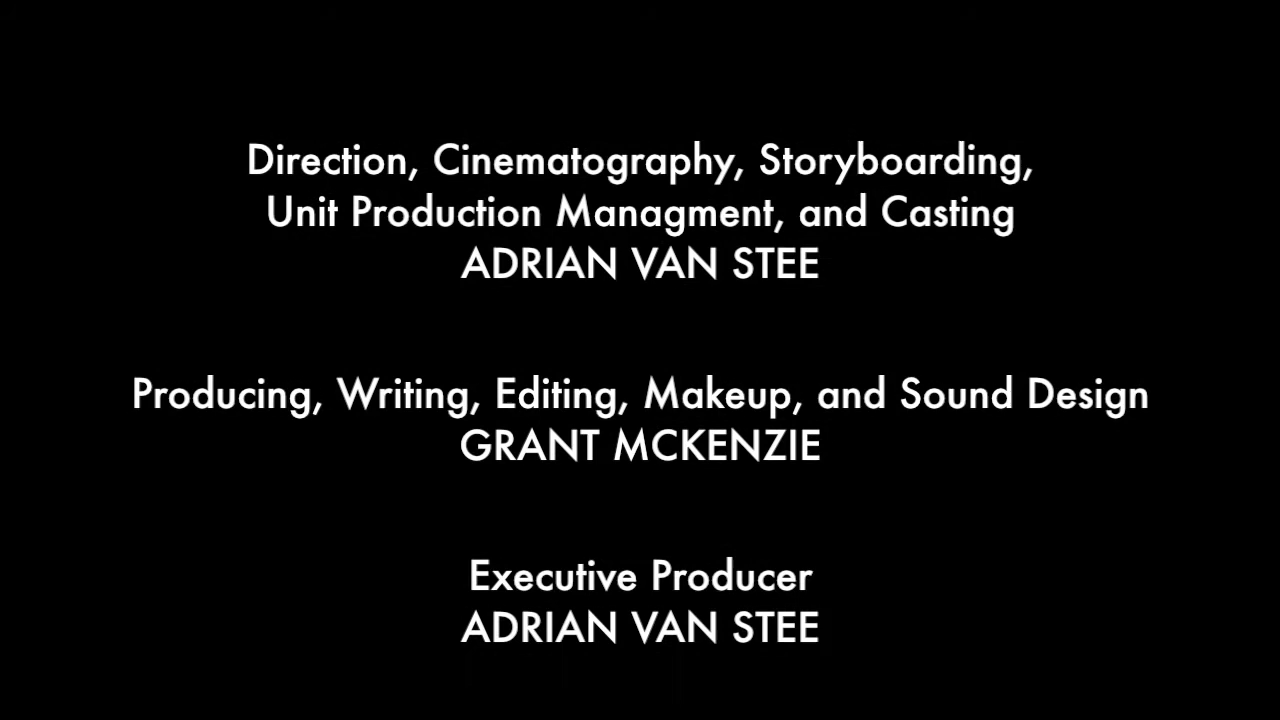 Direction, Cinematography, Storyboarding,
Unit Production Managment, and Casting
ADRIAN VAN STEE
Producing, Writing, Editing, Makeup, and Sound Design
GRANT MCKENZIE
Executive Producer
ADRIAN VAN STEE